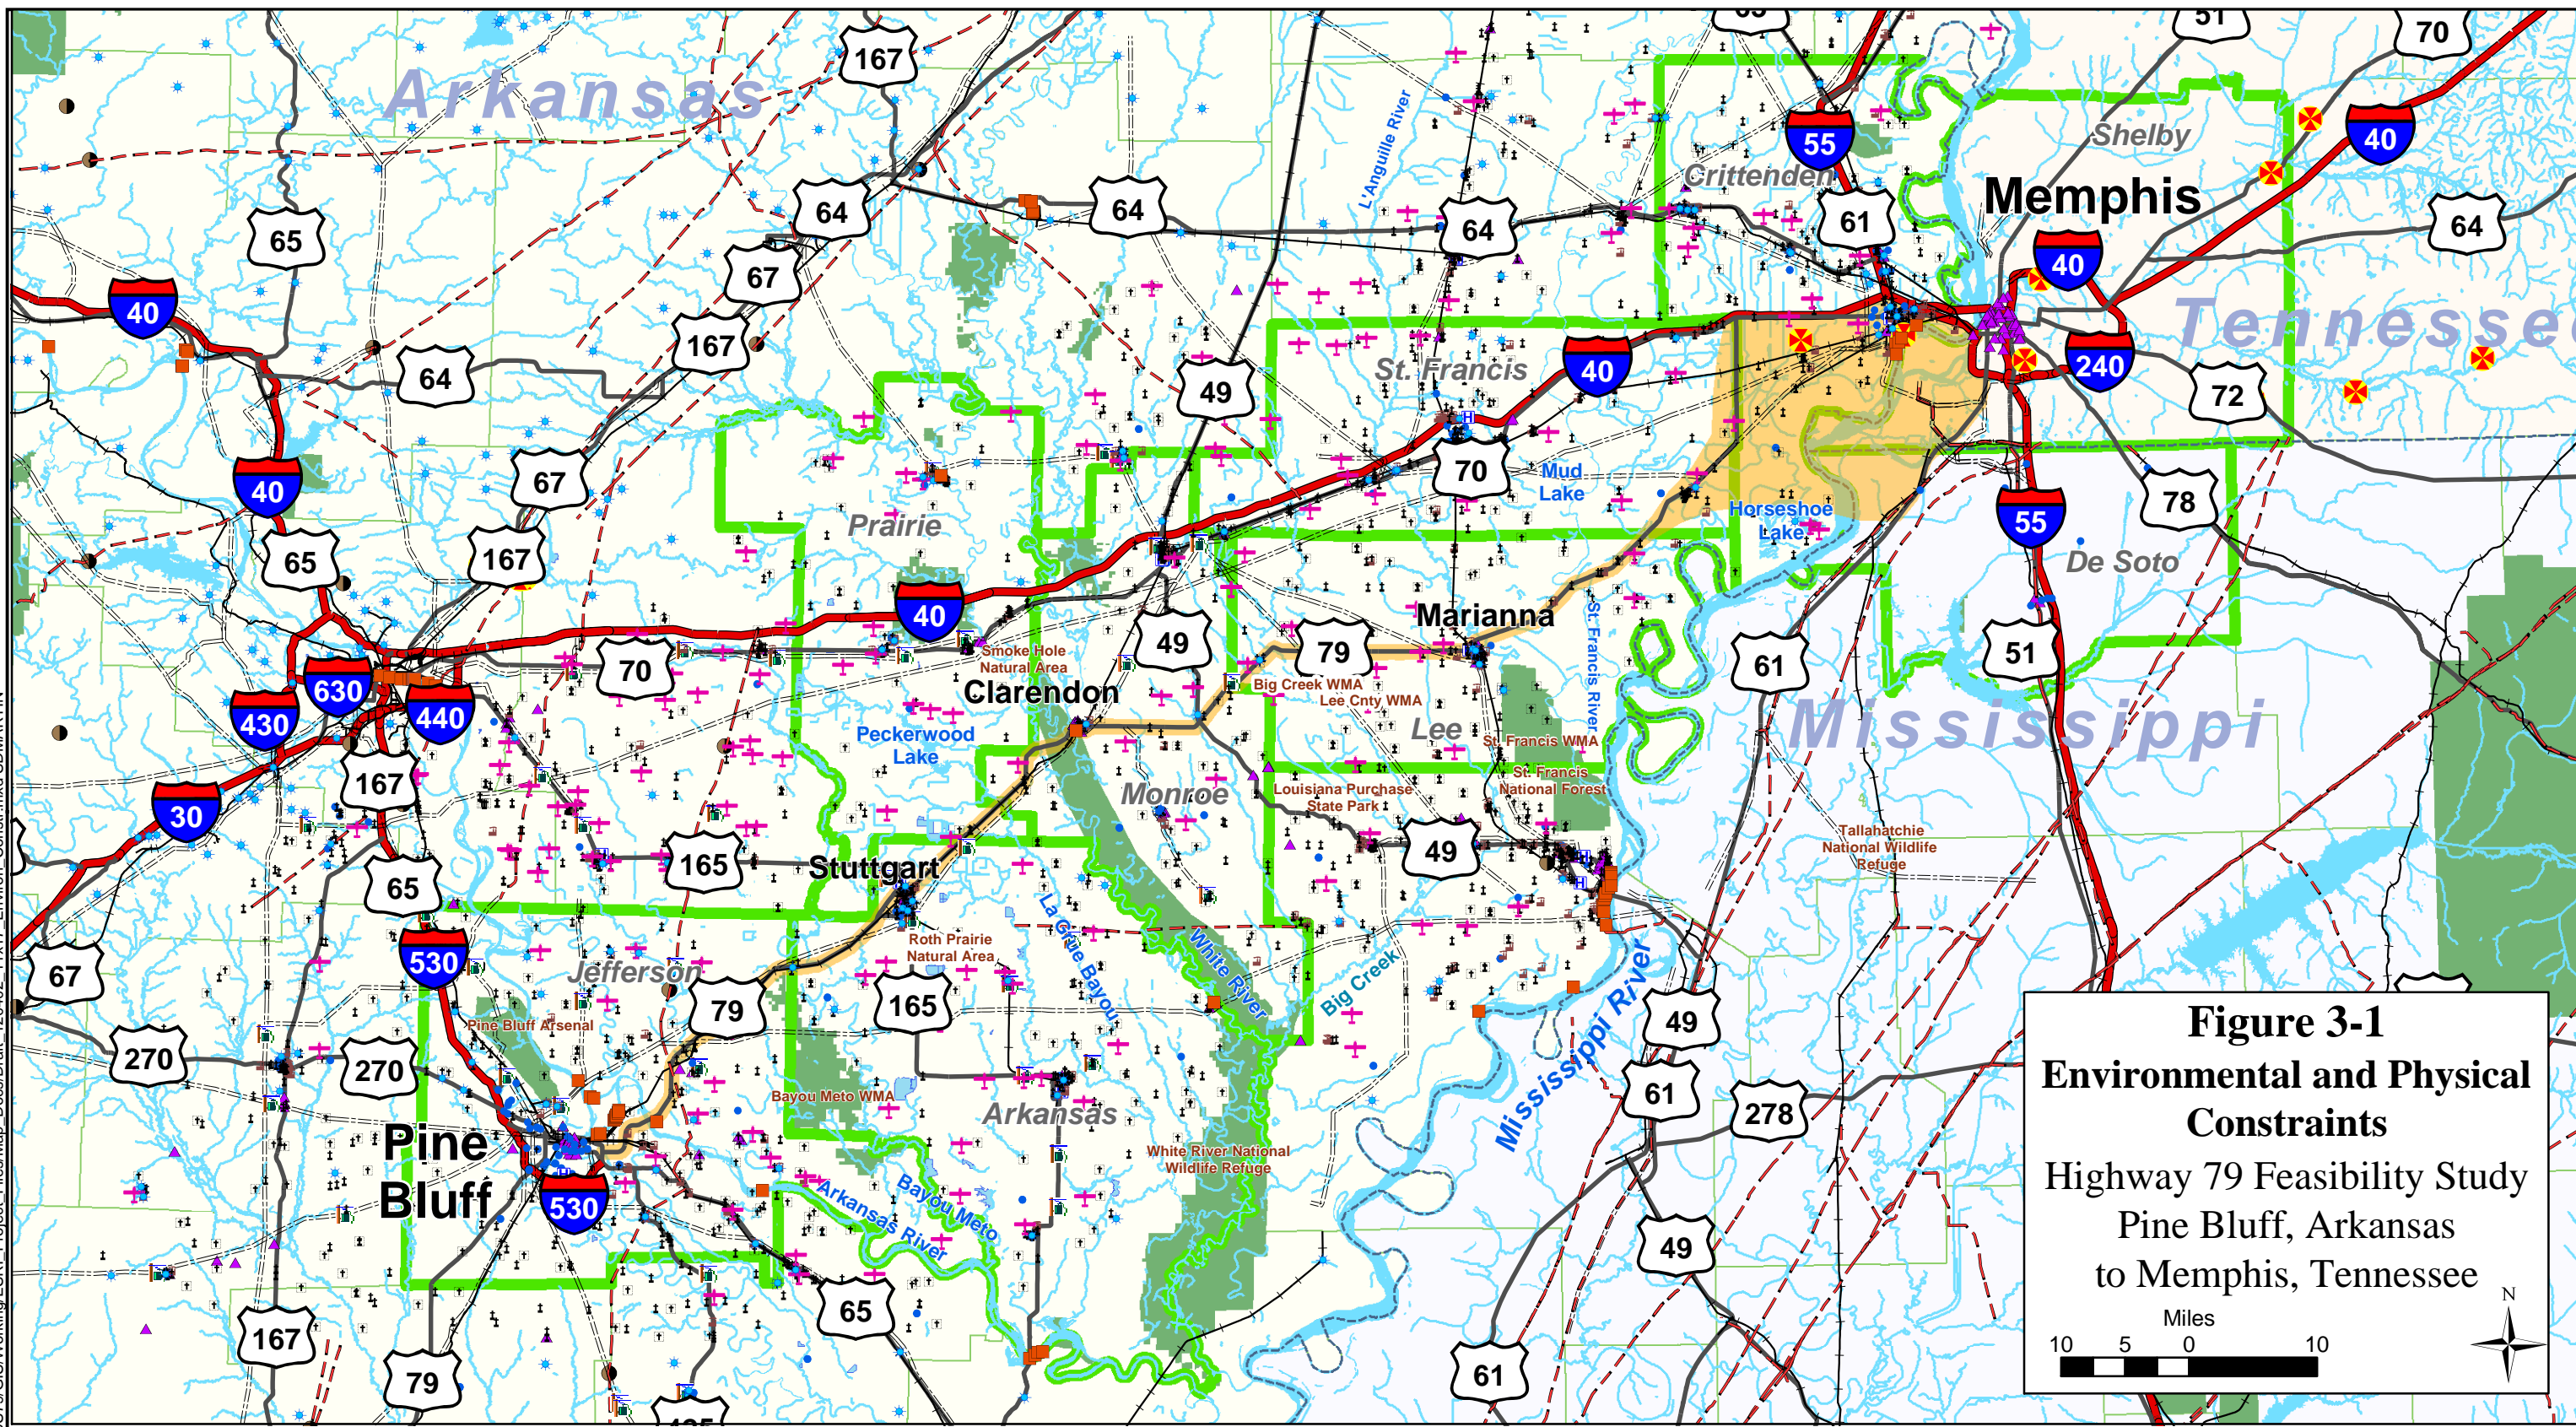 51
70
167
Arkansas
55
Shelby
40
L'Anguille River
Crittenden
65
64
64
64
61
Memphis
64
67
40
40
167
Tennesse
64
St. Francis
40
49
240
72
40
67
70
Mud
Lake
78
Prairie
Horseshoe
Lake
55
65
167
De Soto
40
Marianna
St. Francis River
49
79
61
51
70
Smoke Hole
Natural Area
630
Clarendon
Big Creek WMA
Lee Cnty WMA
430
440
Peckerwood
Lake
Lee
St. Francis WMA
Mississippi
167
Monroe
St. Francis
National Forest
Louisiana Purchase
State Park
30
165
Stuttgart
49
Tallahatchie
National Wildlife
Refuge
65
La Grue Bayou
White River
530
Roth Prairie
Natural Area
67
Jefferson
79
165
Big Creek
Mississippi River
49
Pine Bluff Arsenal
270
270
Bayou Meto WMA
Arkansas
61
278
Pine
Bluff
White River National
Wildlife Refuge
530
Arkansas River
Bayou Meto
49
65
167
79
61
Figure 3-1
Environmental and Physical
Constraints
Highway 79 Feasibility Study
Pine Bluff, Arkansas
to Memphis, Tennessee
Miles
N
10 5 0 10